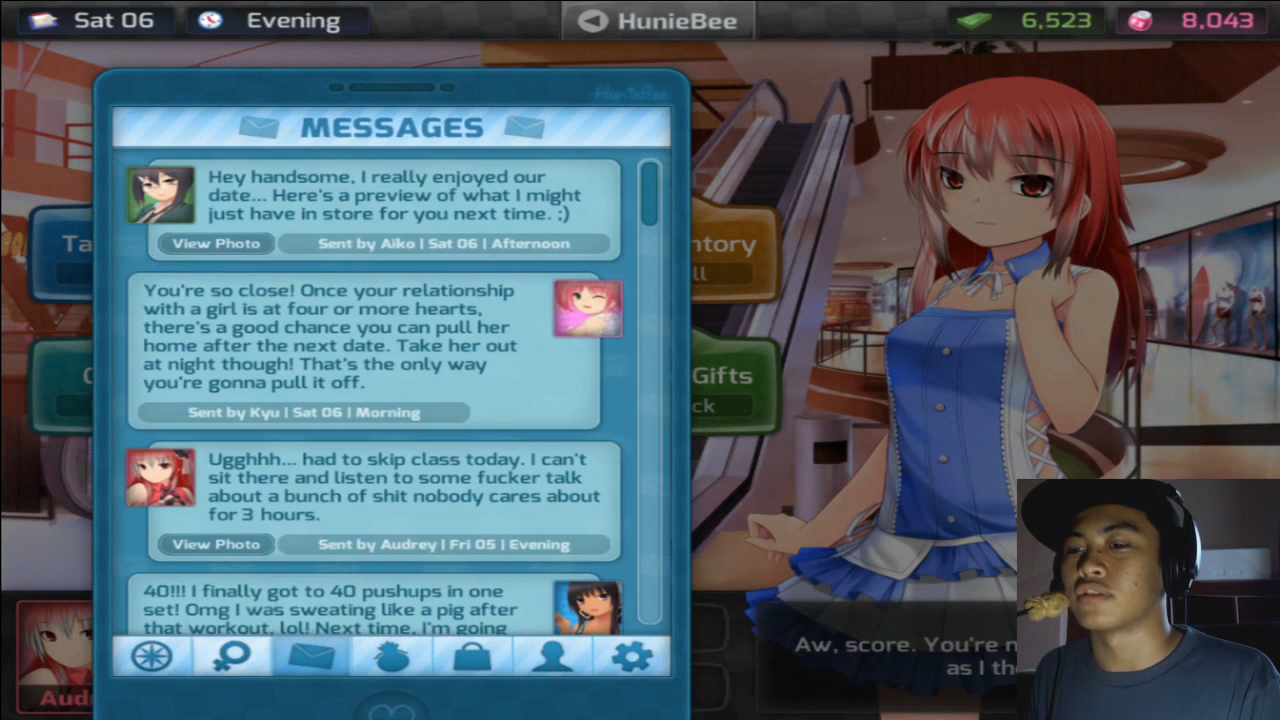 Sat 06
Evening
HunieBee
6,523
8,043
HunieBee
MESSAGES
Hey handsome, I really enjoyed our
date... Here's a preview of what I might
just have in store for you next time. ;)
View Photo
Sent by Aiko | Sat 06 | Afternoon
You're so close! Once your relationship
with a girl is at four or more hearts,
there's a good chance you can pull her
home after the next date. Take her out
at night though! That's the only way
you're gonna pull it off.
Sent by Kyu | Sat 06 | Morning
Ugghhh... had to skip class today. I can't
sit there and listen to some fucker talk
about a bunch of shit nobody cares about
for 3 hours.
View Photo
Sent by Audrey | Fri 05 | Evening
40!!! I finally got to 40 pushups in one
set! Omg I was sweating like a pig after
that workout, lol! Next time, I'm going
Ta
ntory
ll
Gifts
ck
Aw, score. You're
as I th
Aud